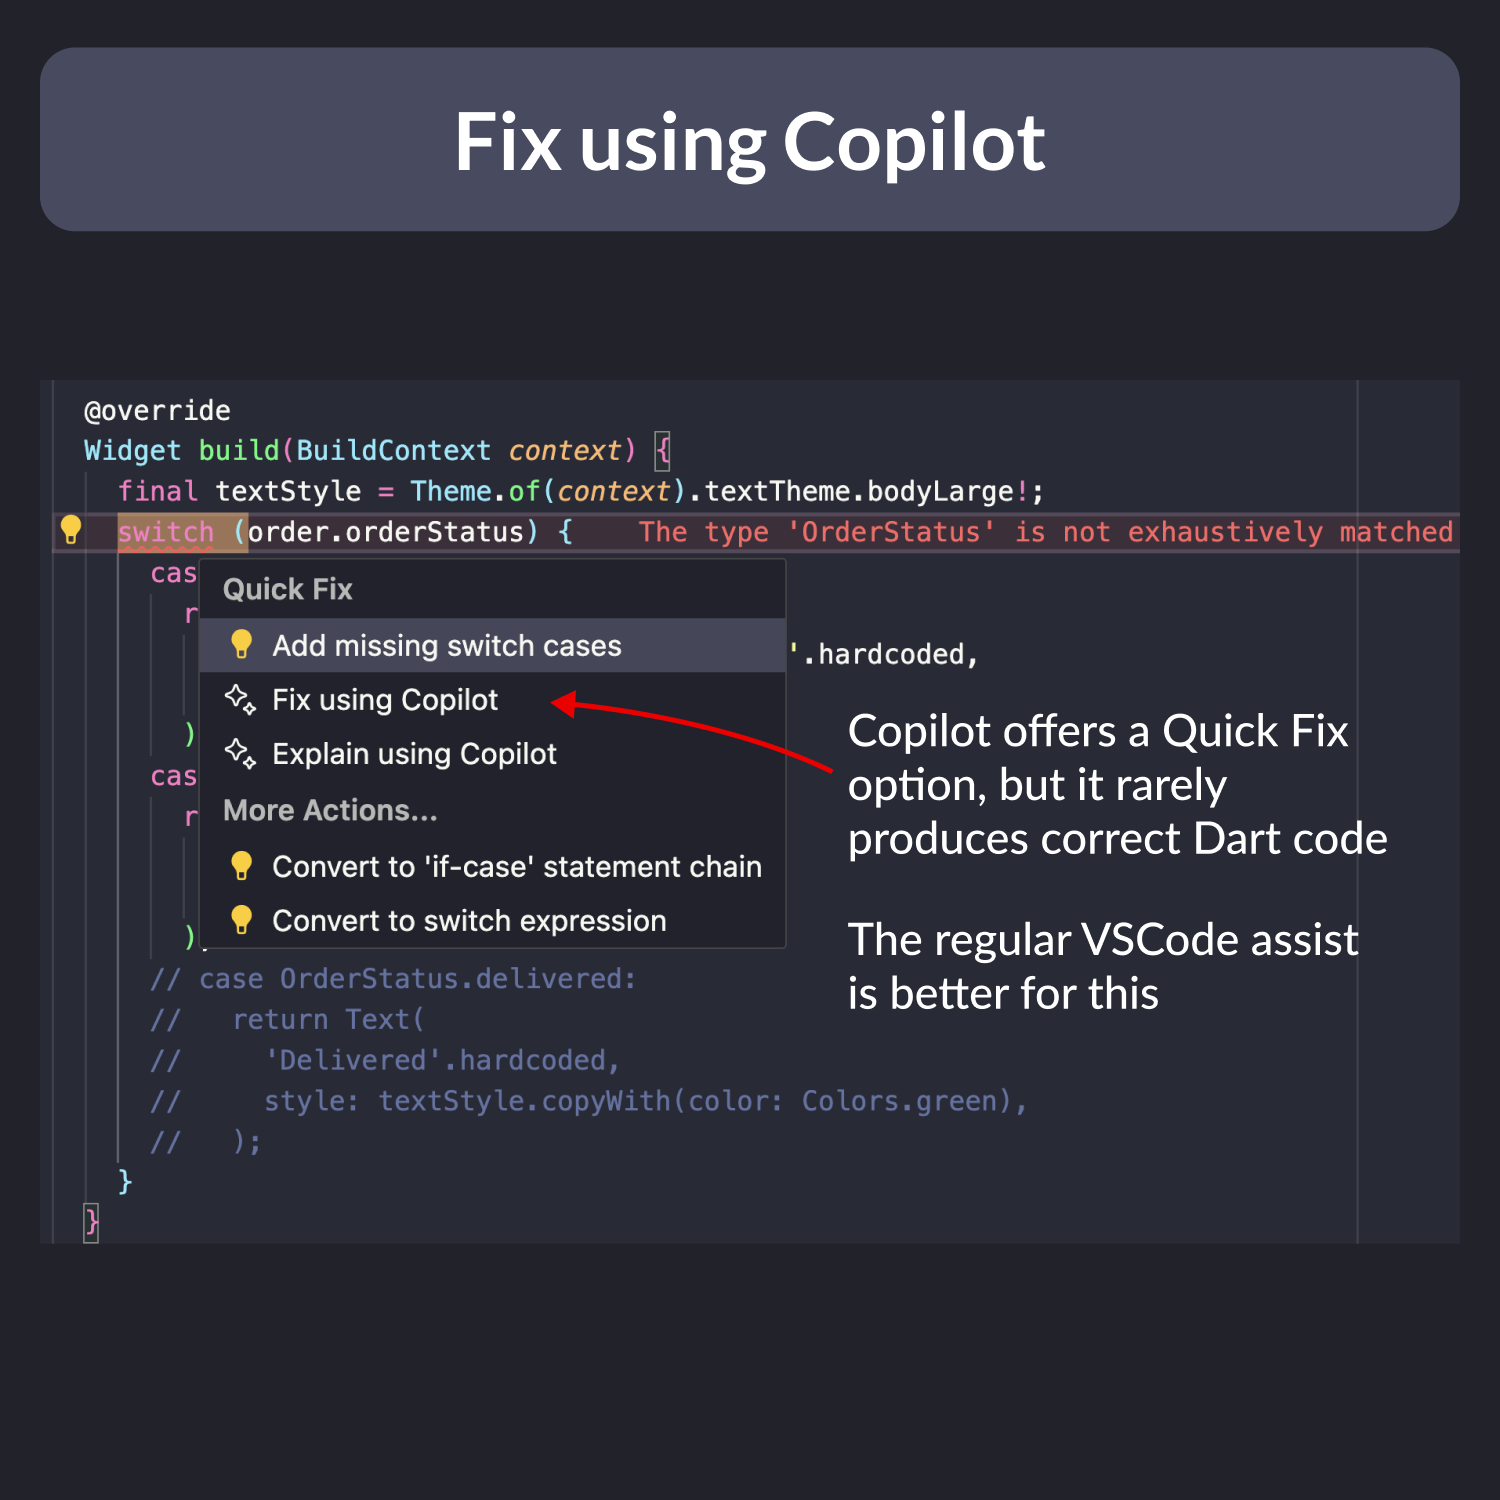 Fix using Copilot
@override
Widget build(BuildContext context) {
final textStyle = Theme.of(context).textTheme.bodyLarge!;
switch (order.orderStatus) { The type 'OrderStatus' is not exhaustively matched
cas
r
Quick Fix
Add missing switch cases
'.hardcoded,
Fix using Copilot
)
Explain using Copilot
cas
More Actions...
r
Convert to 'if-case' statement chain
Convert to switch expression
)
Copilot offers a Quick Fix
option, but it rarely
produces correct Dart code
The regular VSCode assist
is better for this
// case OrderStatus.delivered:
//   return Text(
//     'Delivered'.hardcoded,
//     style: textStyle.copyWith(color: Colors.green),
//   );
}
}